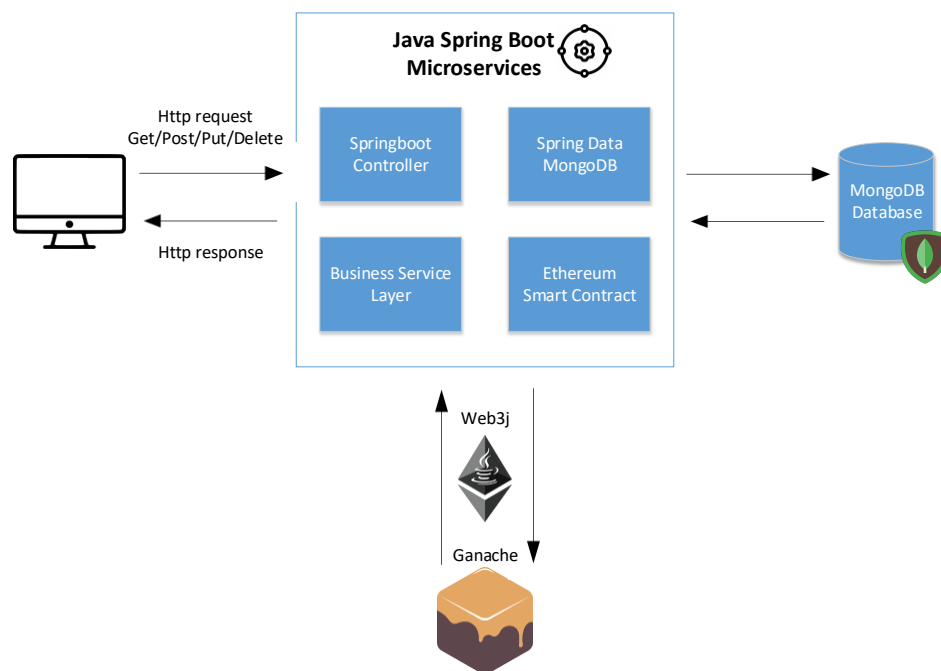 Java Spring Boot
Microservices
Http request
Get/Post/Put/Delete
Http response
Springboot
Controller
Spring Data
MongoDB
Business Service
Layer
Ethereum
Smart Contract
MongoDB
Database
Web3j
Ganache